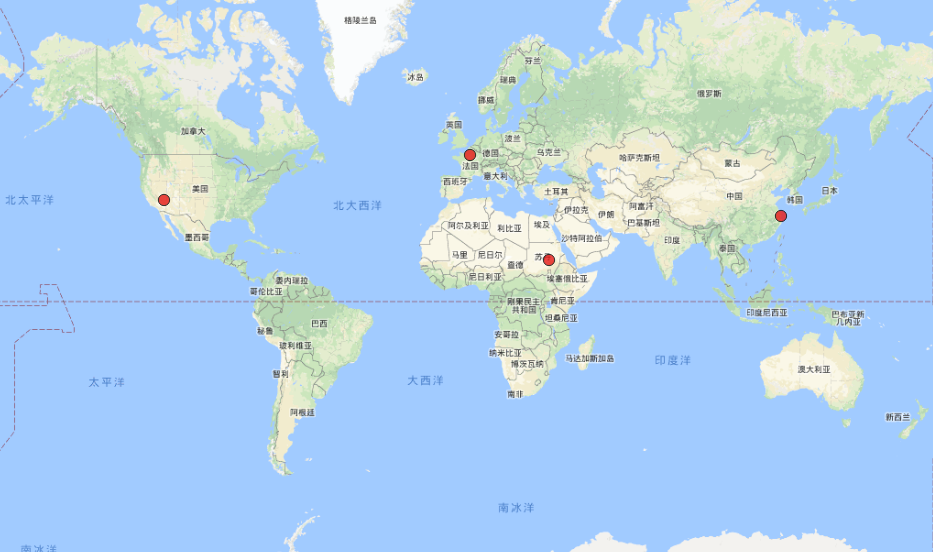 格陵兰岛
冰岛
芬兰
瑞典
挪威
俄罗斯
英国
加拿大
波兰
德国
乌克兰
哈萨克斯坦
蒙古
法国
意大利
西班牙
美国
土耳其
中国
日本
韩国
北太平洋
北大西洋
伊拉克
伊朗
阿富汗
巴基斯坦
阿尔及利亚
利比亚
埃及
沙特阿拉伯
印度
墨西哥
泰国
马里
尼日尔
乍得
苏
尼日利亚
埃塞俄比亚
委内瑞拉
哥伦比亚
刚果民主
共和国
肯尼亚
坦桑尼亚
印度尼西亚
巴布亚新
几内亚
秘鲁
巴西
玻利维亚
安哥拉
纳米比亚
博茨瓦纳
马达加斯加岛
印度洋
澳大利亚
智利
太平洋
大西洋
南非
阿根廷
新西兰
南冰洋
南冰洋